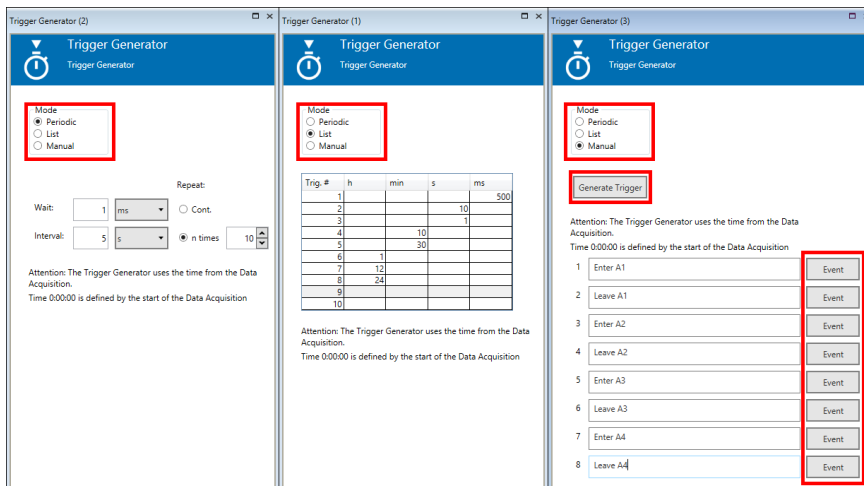 Trigger Generator (2)
Trigger Generator
Trigger Generator
Mode
Periodic
List
Manual
Repeat:
Wait: 1 ms Cont.
Interval: 5 s n times 10
Attention: The Trigger Generator uses the time from the Data
Acquisition.
Time 0:00:00 is defined by the start of the Data Acquisition
Trigger Generator (1)
Trigger Generator
Trigger Generator
Mode
Periodic
List
Manual
Trig. # h min s ms
1 500
2 10
3 1
4 10
5 30
6 1
7 12
8 24
9
10
Attention: The Trigger Generator uses the time from the Data
Acquisition.
Time 0:00:00 is defined by the start of the Data Acquisition
Trigger Generator (3)
Trigger Generator
Trigger Generator
Mode
Periodic
List
Manual
Generate Trigger
Attention: The Trigger Generator uses the time from the Data
Acquisition.
Time 0:00:00 is defined by the start of the Data Acquisition
1 Enter A1 Event
2 Leave A1 Event
3 Enter A2 Event
4 Leave A2 Event
5 Enter A3 Event
6 Leave A3 Event
7 Enter A4 Event
8 Leave A4 Event